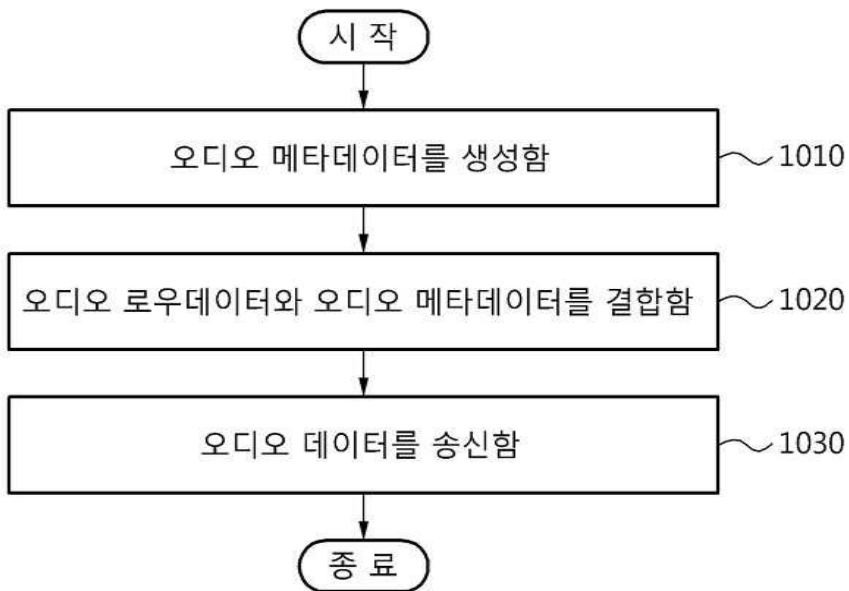 시 작
오디오 메타데이터를 생성함
1010
오디오 로우데이터와 오디오 메타데이터를 결합함
1020
오디오 데이터를 송신함
1030
종 료